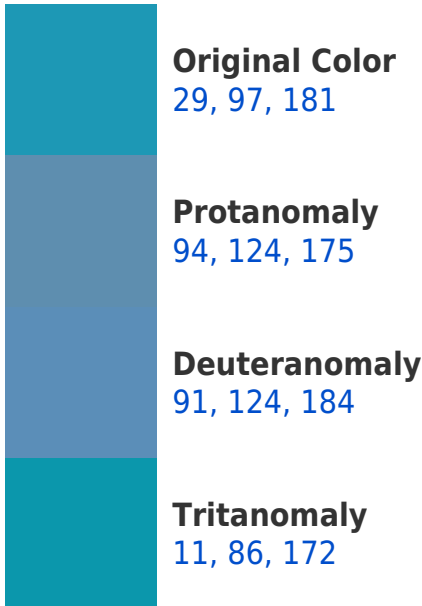 Original Color
29, 97, 181
Protanomaly
94, 124, 175
Deuteranomaly
91, 124, 184
Tritanomaly
11, 86, 172